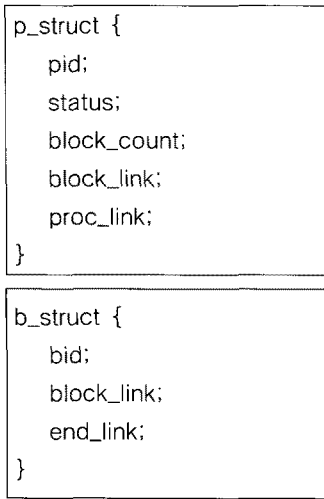 p_struct {
pid;
status;
block_count;
block_link;
proc_link;
}
b_struct {
bid;
block_link;
end_link;
}